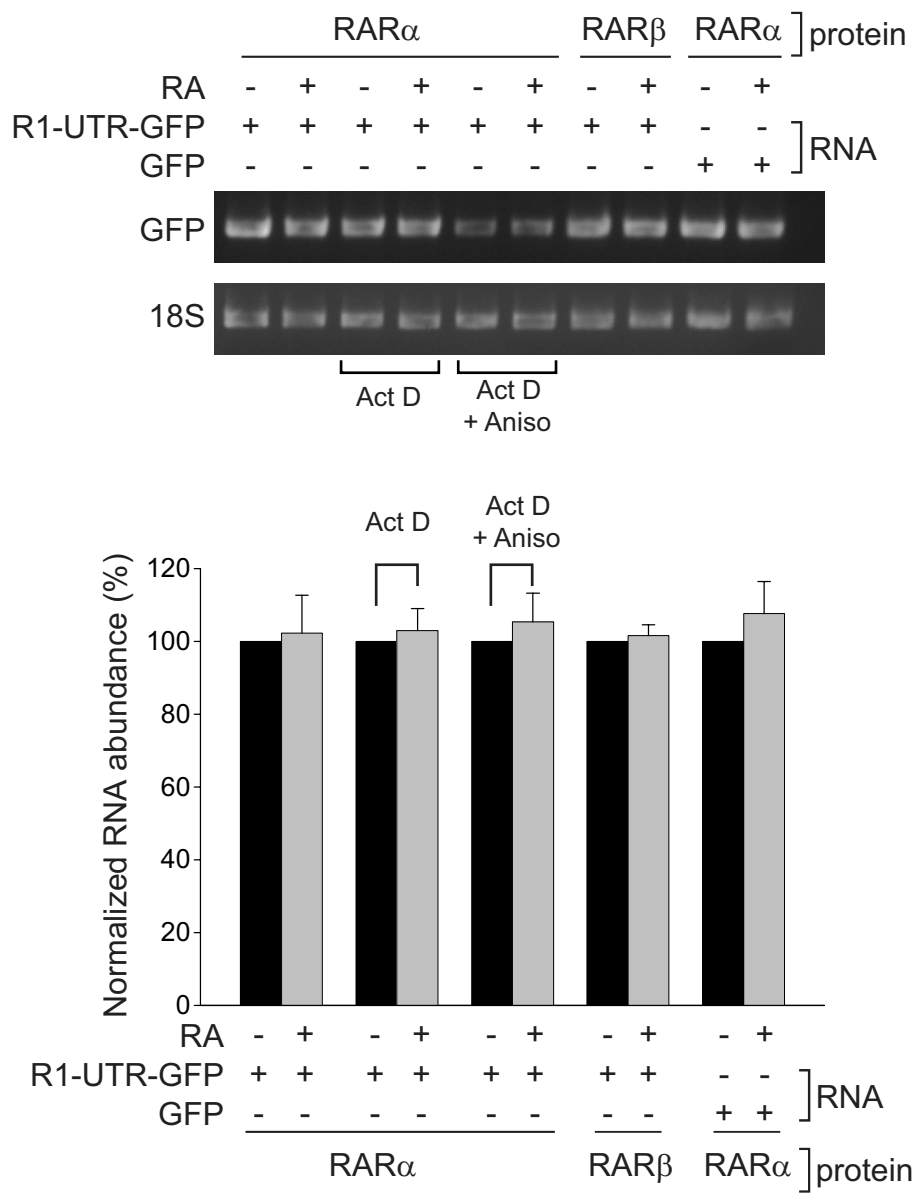 RARα RARβ RARα protein
RA - + - + - + - + - +
R1-UTR-GFP + + + + + + + + - -
GFP - - - - - - - - + +
RNA
GFP
18S
Act D Act D
+ Aniso
Act D Act D
+ Aniso
Normalized RNA abundance (%)
120
100
80
60
40
20
0
RA - + - + - + - + - +
R1-UTR-GFP + + + + + + + + - -
GFP - - - - - - - - + +
RNA
RARα RARβ RARα protein